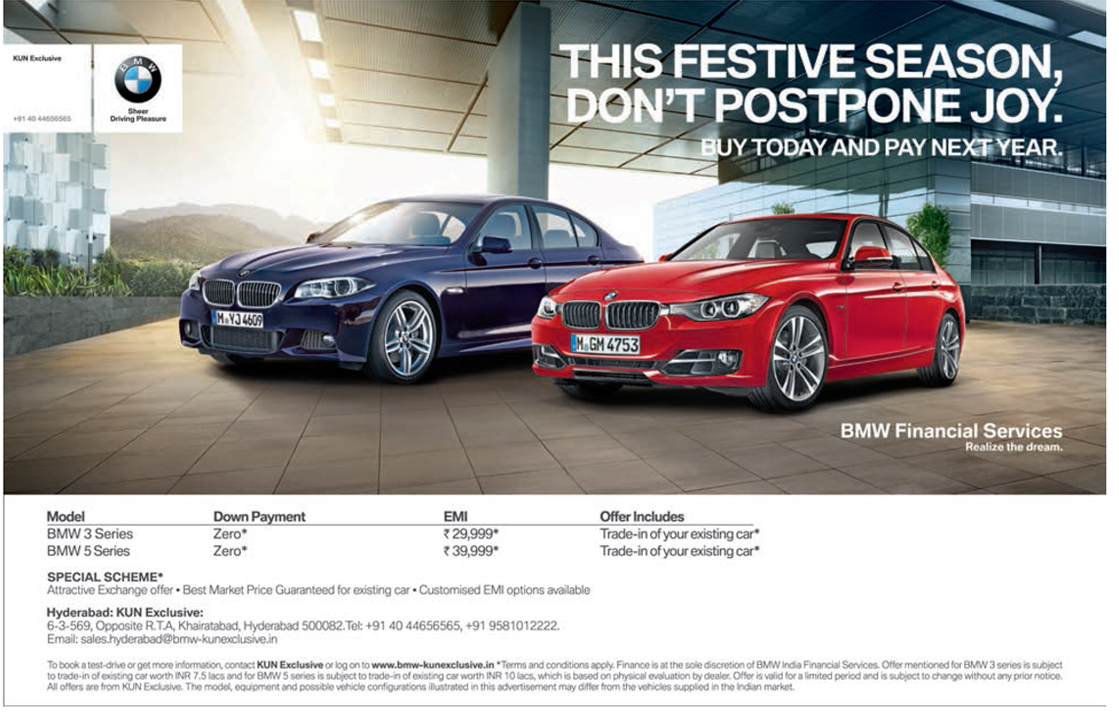 KUN Exclusive
+91 40 44656565
BMW
Sheer
Driving Pleasure
THIS FESTIVE SEASON,
DON'T POSTPONE JOY.
BUY TODAY AND PAY NEXT YEAR.
M YJ 4609
M GM 4753
BMW Financial Services
Realize the dream.
Model Down Payment EMI Offer Includes
BMW 3 Series Zero* ₹ 29,999* Trade-in of your existing car*
BMW 5 Series Zero* ₹ 39,999* Trade-in of your existing car*
SPECIAL SCHEME*
Attractive Exchange offer • Best Market Price Guaranteed for existing car • Customised EMI options available
Hyderabad: KUN Exclusive:
6-3-569, Opposite R.T.A, Khairatabad, Hyderabad 500082.Tel: +91 40 44656565, +91 9581012222.
Email: sales.hyderabad@bmw-kunexclusive.in
To book a test-drive or get more information, contact KUN Exclusive or log on to www.bmw-kunexclusive.in *Terms and conditions apply. Finance is at the sole discretion of BMW India Financial Services. Offer mentioned for BMW 3 series is subject
to trade-in of existing car worth INR 7.5 lacs and for BMW 5 series is subject to trade-in of existing car worth INR 10 lacs, which is based on physical evaluation by dealer. Offer is valid for a limited period and is subject to change without any prior notice.
All offers are from KUN Exclusive. The model, equipment and possible vehicle configurations illustrated in this advertisement may differ from the vehicles supplied in the Indian market.